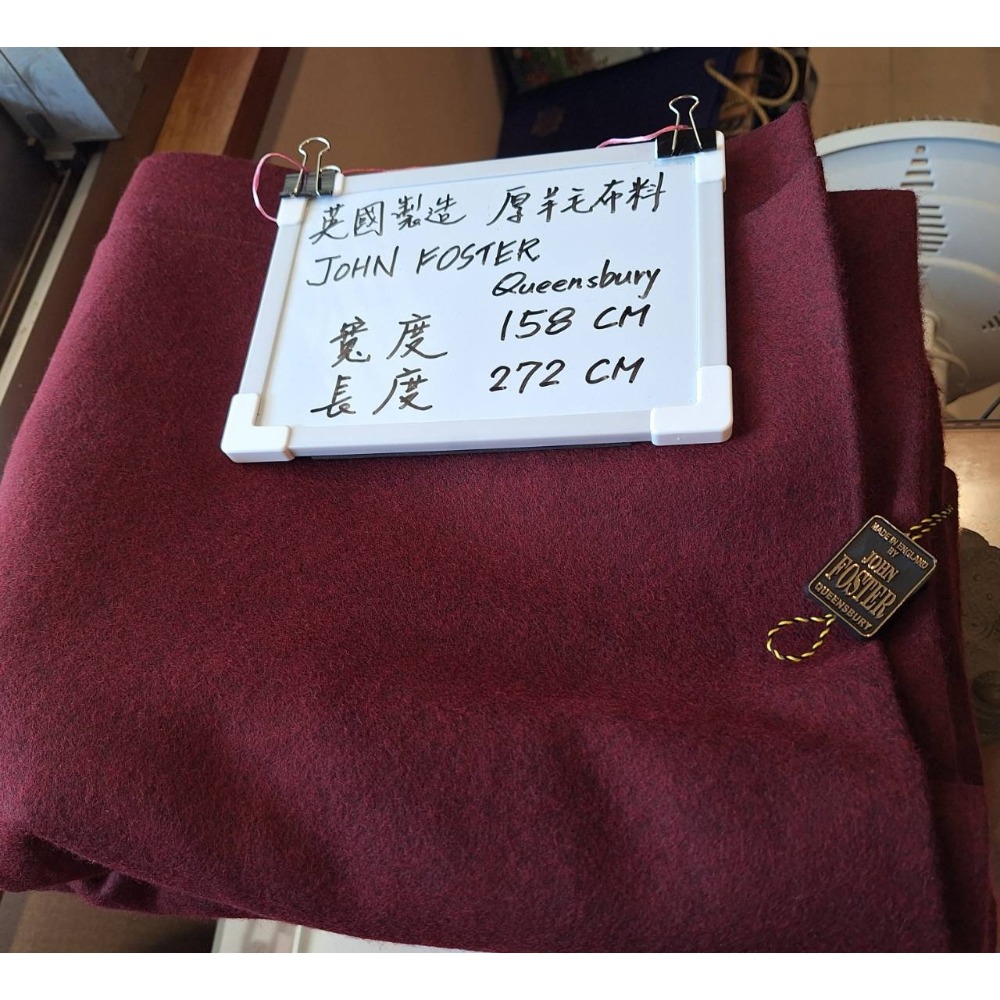 英國製造 厚羊毛布料
JOHN FOSTER
Queensbury
寬度 158 CM
長度 272 CM
MADE IN ENGLAND
BY
JOHN
FOSTER
QUEENSBURY